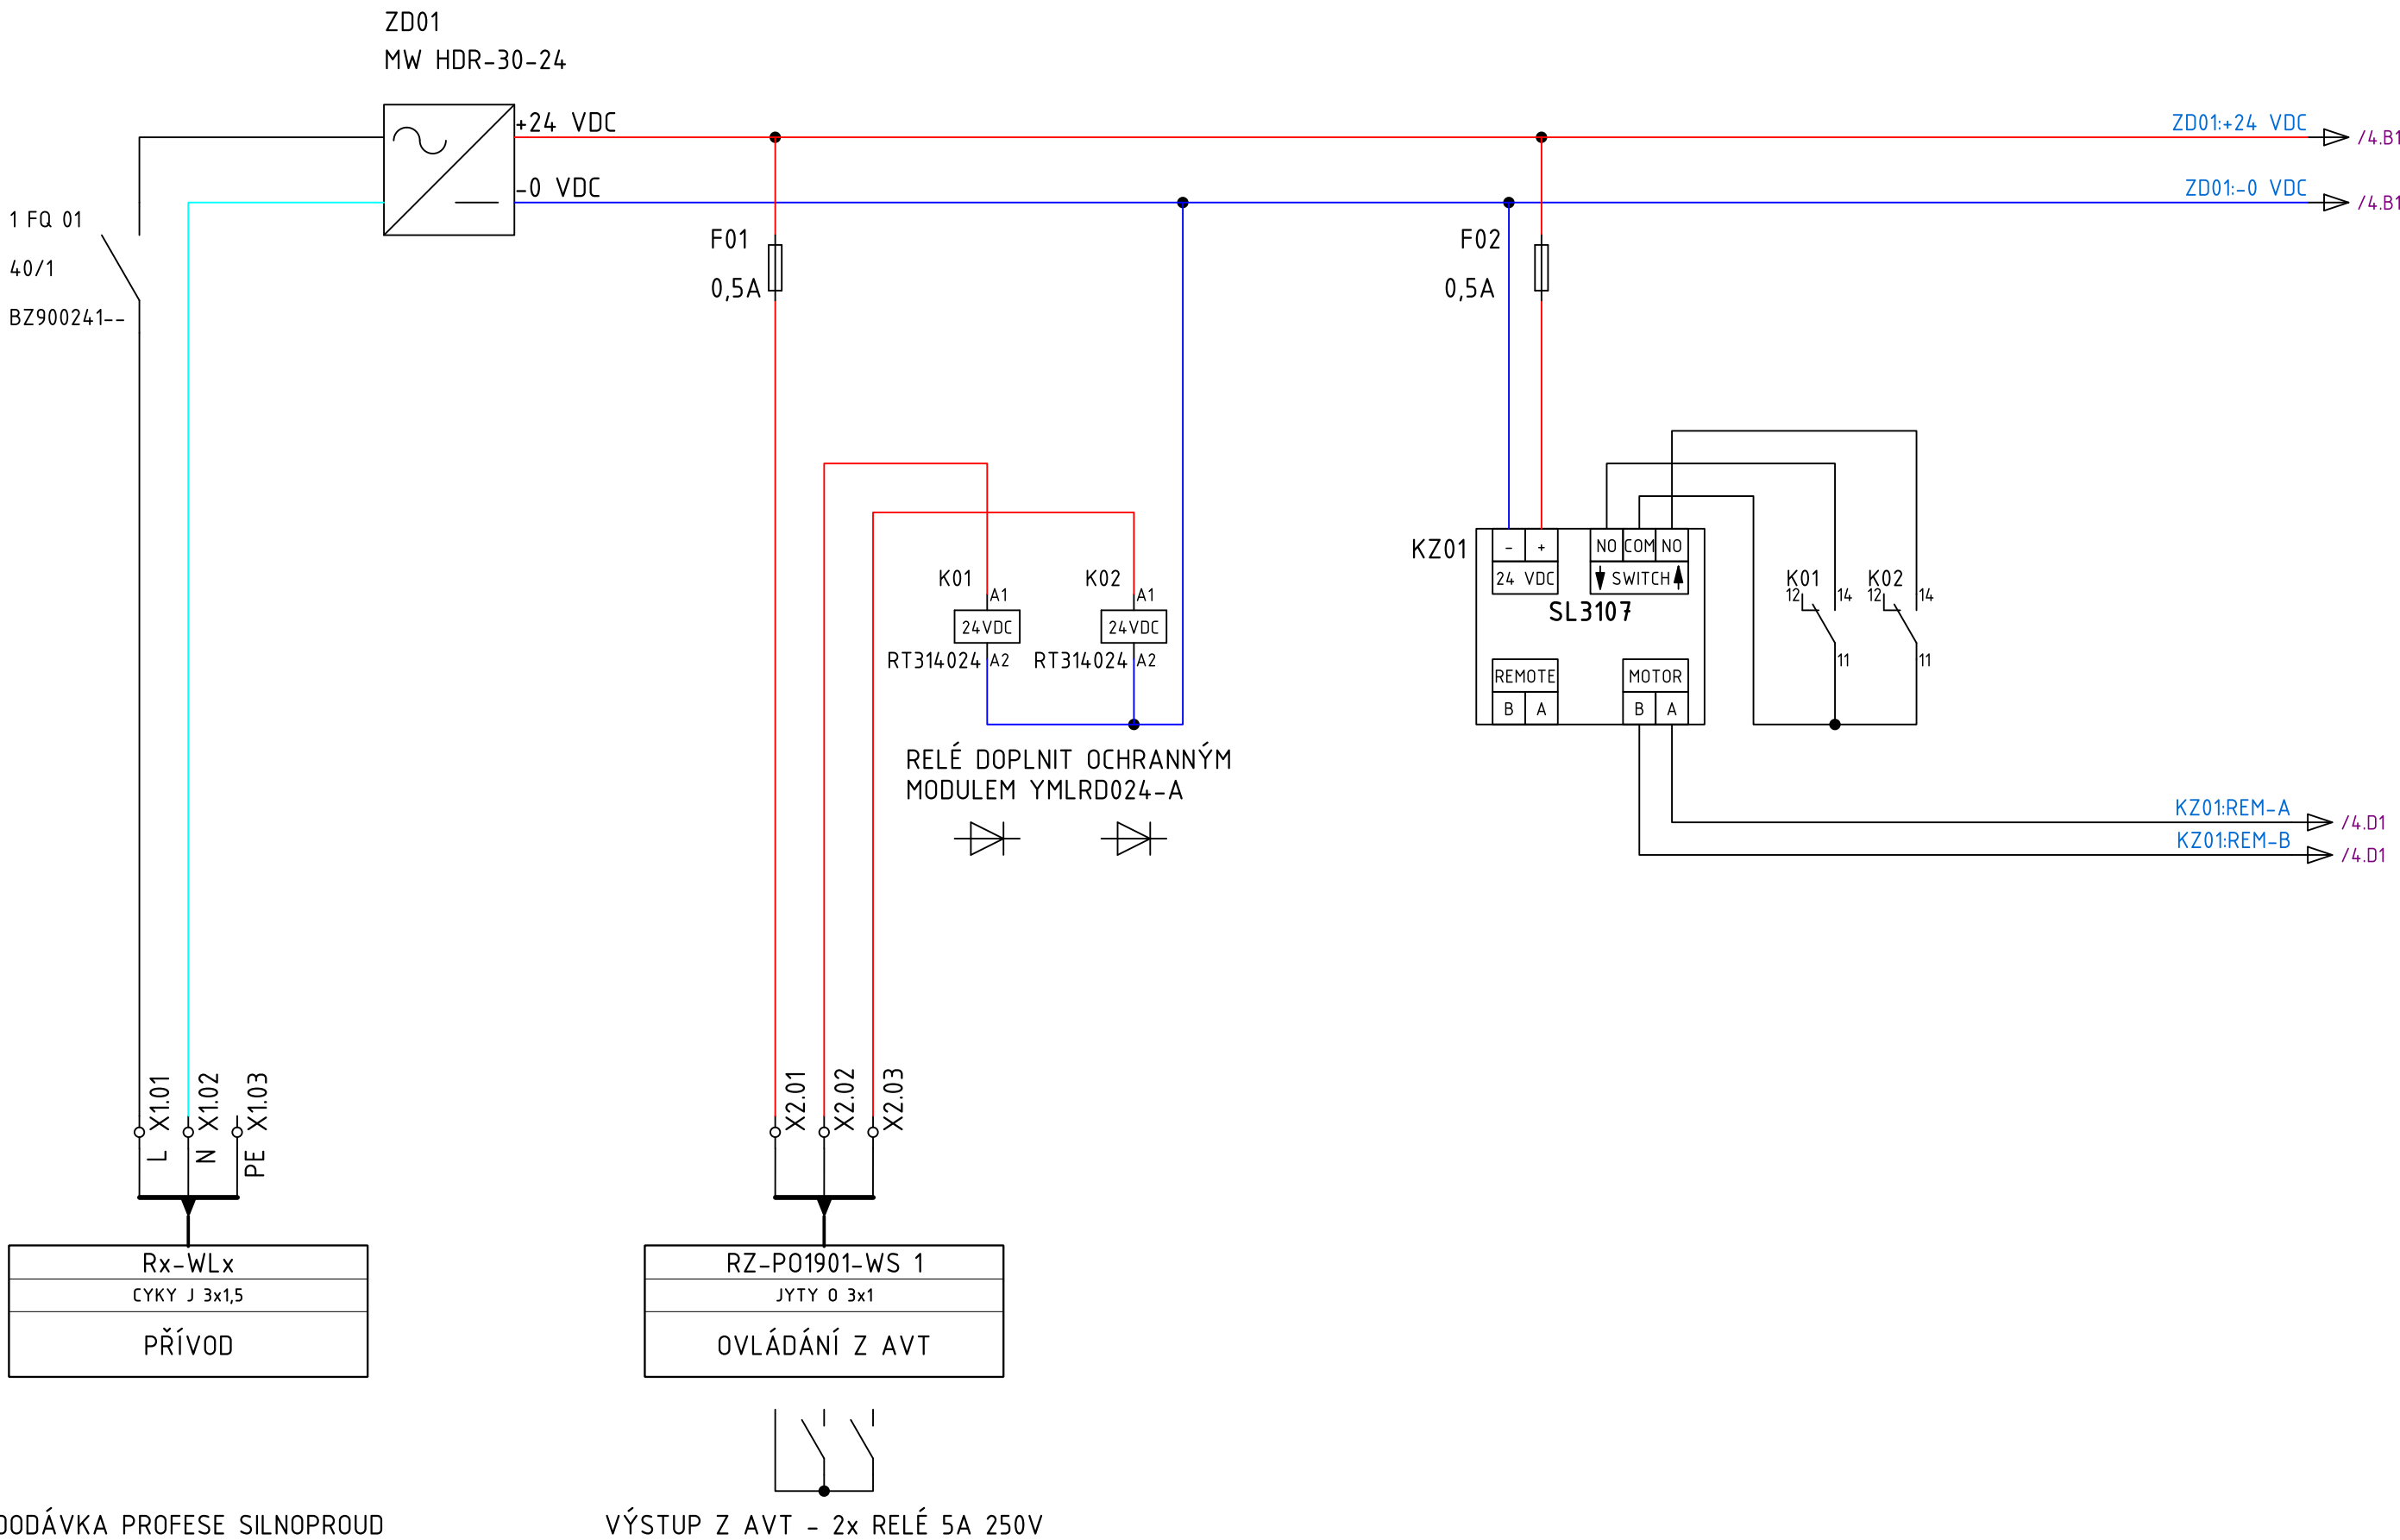 ZD01
MW HDR-30-24
+24 VDC
-0 VDC
ZD01:+24 VDC
/4.B1
ZD01:-0 VDC
/4.B1
1 FQ 01
40/1
BZ900241--
F01
0,5A
F02
0,5A
K01
A1
24VDC
RT314024
A2
K02
A1
24VDC
RT314024
A2
RELÉ DOPLNIT OCHRANNÝM
MODULEM YMLRD024-A
KZ01
- + NO COM NO
24 VDC SWITCH
SL3107
REMOTE MOTOR
B A B A
K01
12
14
11
K02
12
14
11
KZ01:REM-A
/4.D1
KZ01:REM-B
/4.D1
X1.01
X1.02
X1.03
L
N
PE
X2.01
X2.02
X2.03
Rx-WLx
CYKY J 3x1,5
PŘÍVOD
RZ-PO1901-WS 1
JYTY O 3x1
OVLÁDÁNÍ Z AVT
DODÁVKA PROFESE SILNOPROUD
VÝSTUP Z AVT - 2x RELÉ 5A 250V